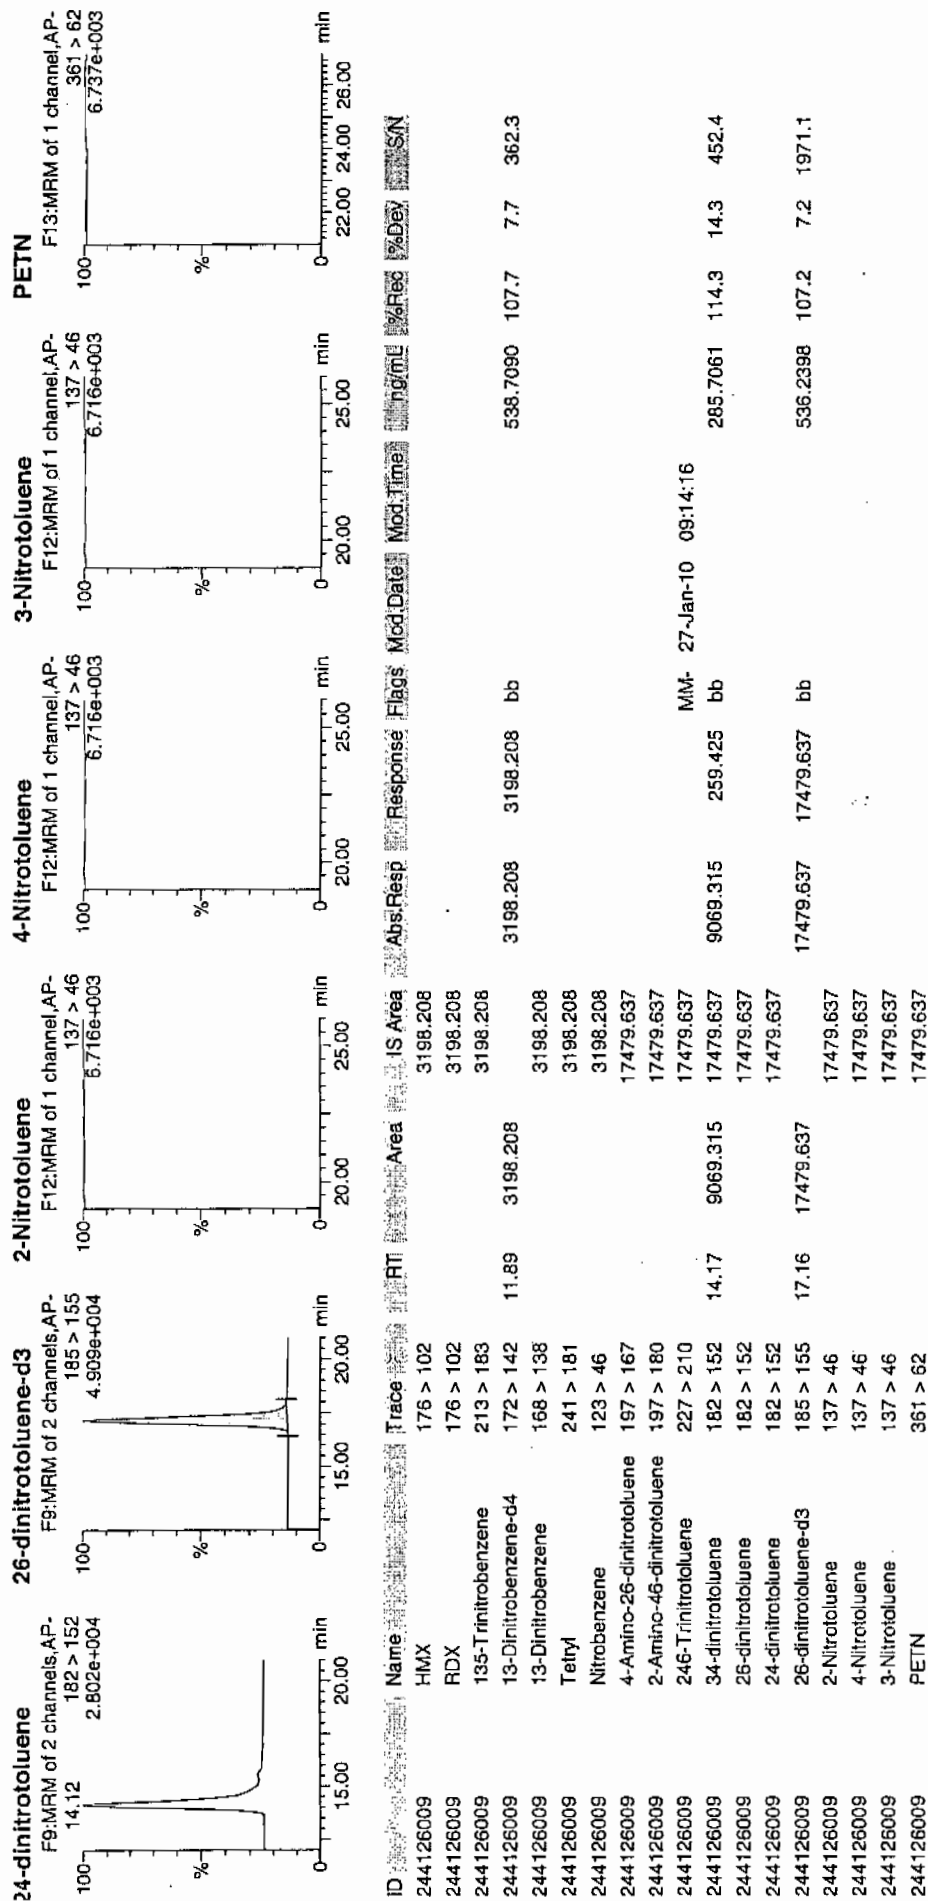 24-dinitrotoluene
F9:MRM of 2 channels,AP-
14.12 182 > 152
2.802e+004
100
%
0
15.00 20.00 min
26-dinitrotoluene-d3
F9:MRM of 2 channels,AP-
185 > 155
4.909e+004
100
%
0
15.00 20.00 min
2-Nitrotoluene
F12:MRM of 1 channel,AP-
137 > 46
6.716e+003
100
%
0
20.00 25.00 min
4-Nitrotoluene
F12:MRM of 1 channel,AP-
137 > 46
6.716e+003
100
%
0
20.00 25.00 min
3-Nitrotoluene
F12:MRM of 1 channel,AP-
137 > 46
6.716e+003
100
%
0
20.00 25.00 min
PETN
F13:MRM of 1 channel,AP-
361 > 62
6.737e+003
100
%
0
22.00 24.00 26.00 min
ID Name Trace RT Area IS Area Abs.Resp Response Flags Mod.Date Mod.Time ng/mL %Rec %Dev S/N
244126009 HMX 176 > 102 3198.208
244126009 RDX 176 > 102 3198.208
244126009 135-Trinitrobenzene 213 > 183 3198.208
244126009 13-Dinitrobenzene-d4 172 > 142 11.89 3198.208 3198.208 3198.208 bb 538.7090 107.7 7.7 362.3
244126009 13-Dinitrobenzene 168 > 138 3198.208
244126009 Tetryl 241 > 181 3198.208
244126009 Nitrobenzene 123 > 46 3198.208
244126009 4-Amino-26-dinitrotoluene 197 > 167 17479.637
244126009 2-Amino-46-dinitrotoluene 197 > 180 17479.637
244126009 246-Trinitrotoluene 227 > 210 17479.637 MM- 27-Jan-10 09:14:16
244126009 34-dinitrotoluene 182 > 152 14.17 9069.315 17479.637 9069.315 259.425 bb 285.7061 114.3 14.3 452.4
244126009 26-dinitrotoluene 182 > 152 17479.637
244126009 24-dinitrotoluene 182 > 152 17479.637
244126009 26-dinitrotoluene-d3 185 > 155 17.16 17479.637 17479.637 17479.637 bb 536.2398 107.2 7.2 1971.1
244126009 2-Nitrotoluene 137 > 46 17479.637
244126009 4-Nitrotoluene 137 > 46 17479.637
244126009 3-Nitrotoluene 137 > 46 17479.637
244126009 PETN 361 > 62 17479.637